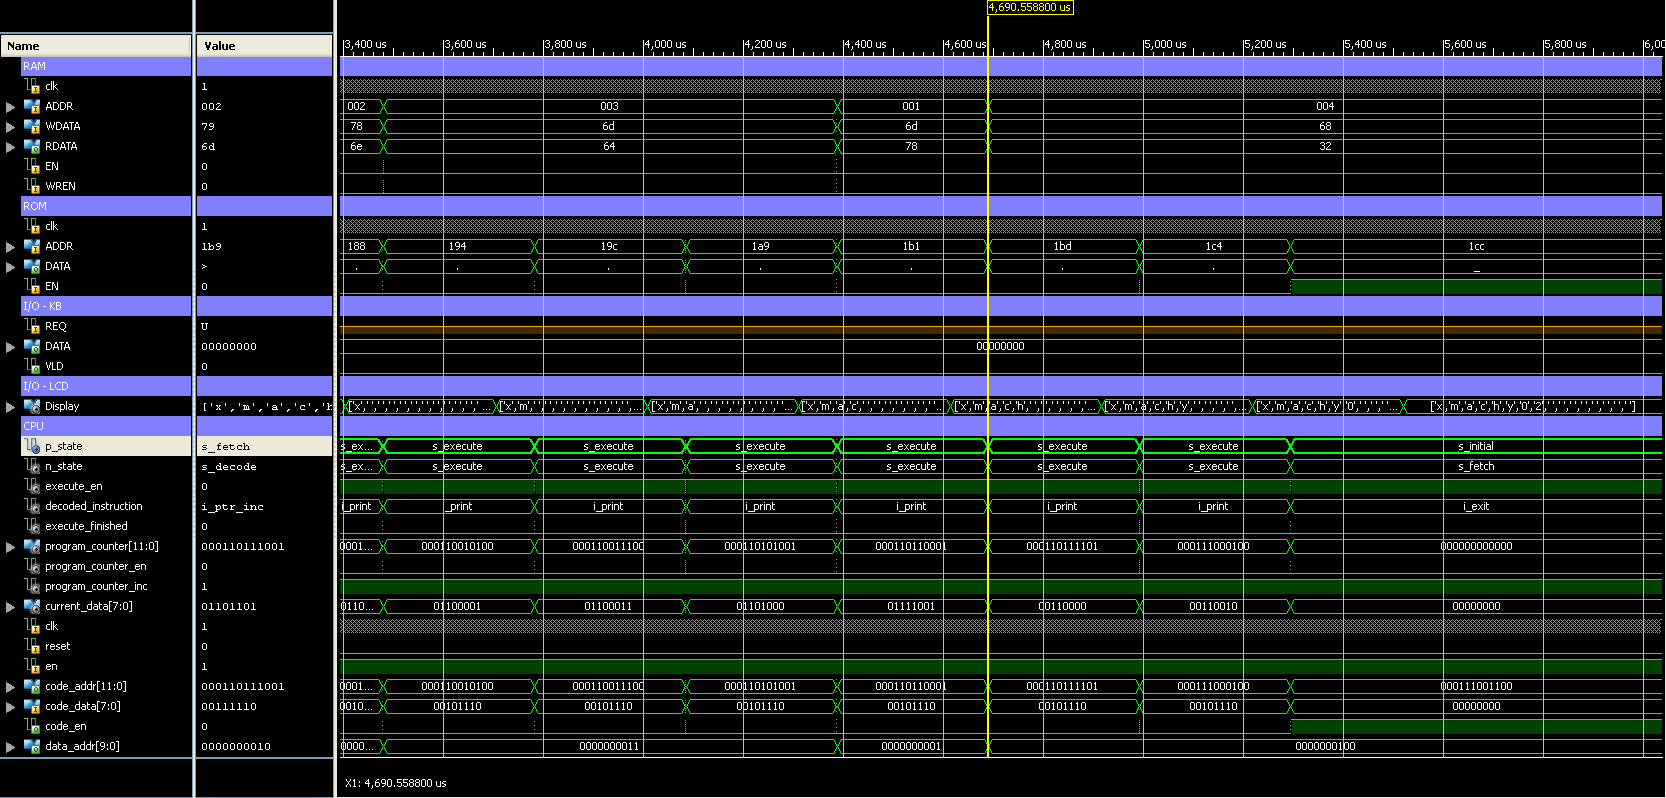 4,690.558800 us
Name Value 3,400 us 3,600 us 3,800 us 4,000 us 4,200 us 4,400 us 4,600 us 4,800 us 5,000 us 5,200 us 5,400 us 5,600 us 5,800 us 6,00
RAM
clk 1
ADDR 002 002 003 001 004
WDATA 79 78 6d 6d 68
RDATA 6d 6e 64 78 32
EN 0
WREN 0
ROM
clk 1
ADDR 1b9 188 194 19c 1a9 1b1 1bd 1c4 1cc
DATA > . . . . . . . _
EN 0
I/O - KB
REQ U
DATA 00000000 00000000
VLD 0
I/O - LCD
Display ['x','m','a','c','h ['x,',',',',',',',',',',',',',... ['x,m',',',',',',',',',',',',',... ['x,m,a',',',',',',',',',',',',... ['x,m,a,c,',',',',',',',',',',... ['x,m,a,c,h,',',',',',',',',',... ['x,m,a,c,h,y',',',',',',',',',... ['x,m,a,c,h,y'0',',',',',',',... ['x,m,a,c,h,y,0,2',',',',',',',',',']
CPU
p_state s_fetch s_ex... s_execute s_execute s_execute s_execute s_execute s_execute s_initial
n_state s_decode s_ex... s_execute s_execute s_execute s_execute s_execute s_execute s_fetch
execute_en 0
decoded_instruction i_ptr_inc i_print _print i_print i_print i_print i_print i_print i_exit
execute_finished 0
program_counter[11:0] 000110111001 0001... 000110010100 000110011100 000110101001 000110110001 000110111101 000111000100 000000000000
program_counter_en 0
program_counter_inc 1
current_data[7:0] 01101101 0110... 01100001 01100011 01101000 01111001 00110000 00110010 00000000
clk 1
reset 0
en 1
code_addr[11:0] 000110111001 0001... 000110010100 000110011100 000110101001 000110110001 000110111101 000111000100 000111001100
code_data[7:0] 00111110 0010... 00101110 00101110 00101110 00101110 00101110 00101110 00000000
code_en 0
data_addr[9:0] 0000000010 0000... 0000000011 0000000001 0000000100
X1: 4,690.558800 us